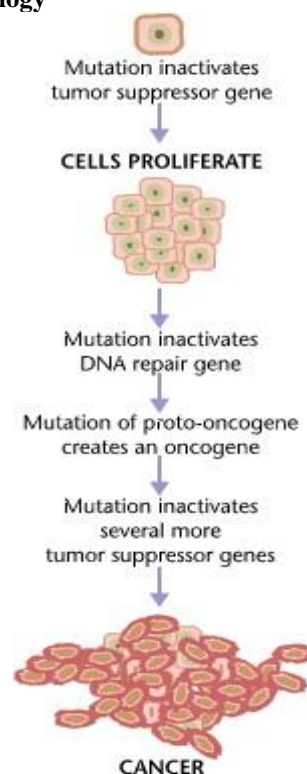 Mutation inactivates
tumor suppressor gene
CELLS PROLIFERATE
Mutation inactivates
DNA repair gene
Mutation of proto-oncogene
creates an oncogene
Mutation inactivates
several more
tumor suppressor genes
CANCER